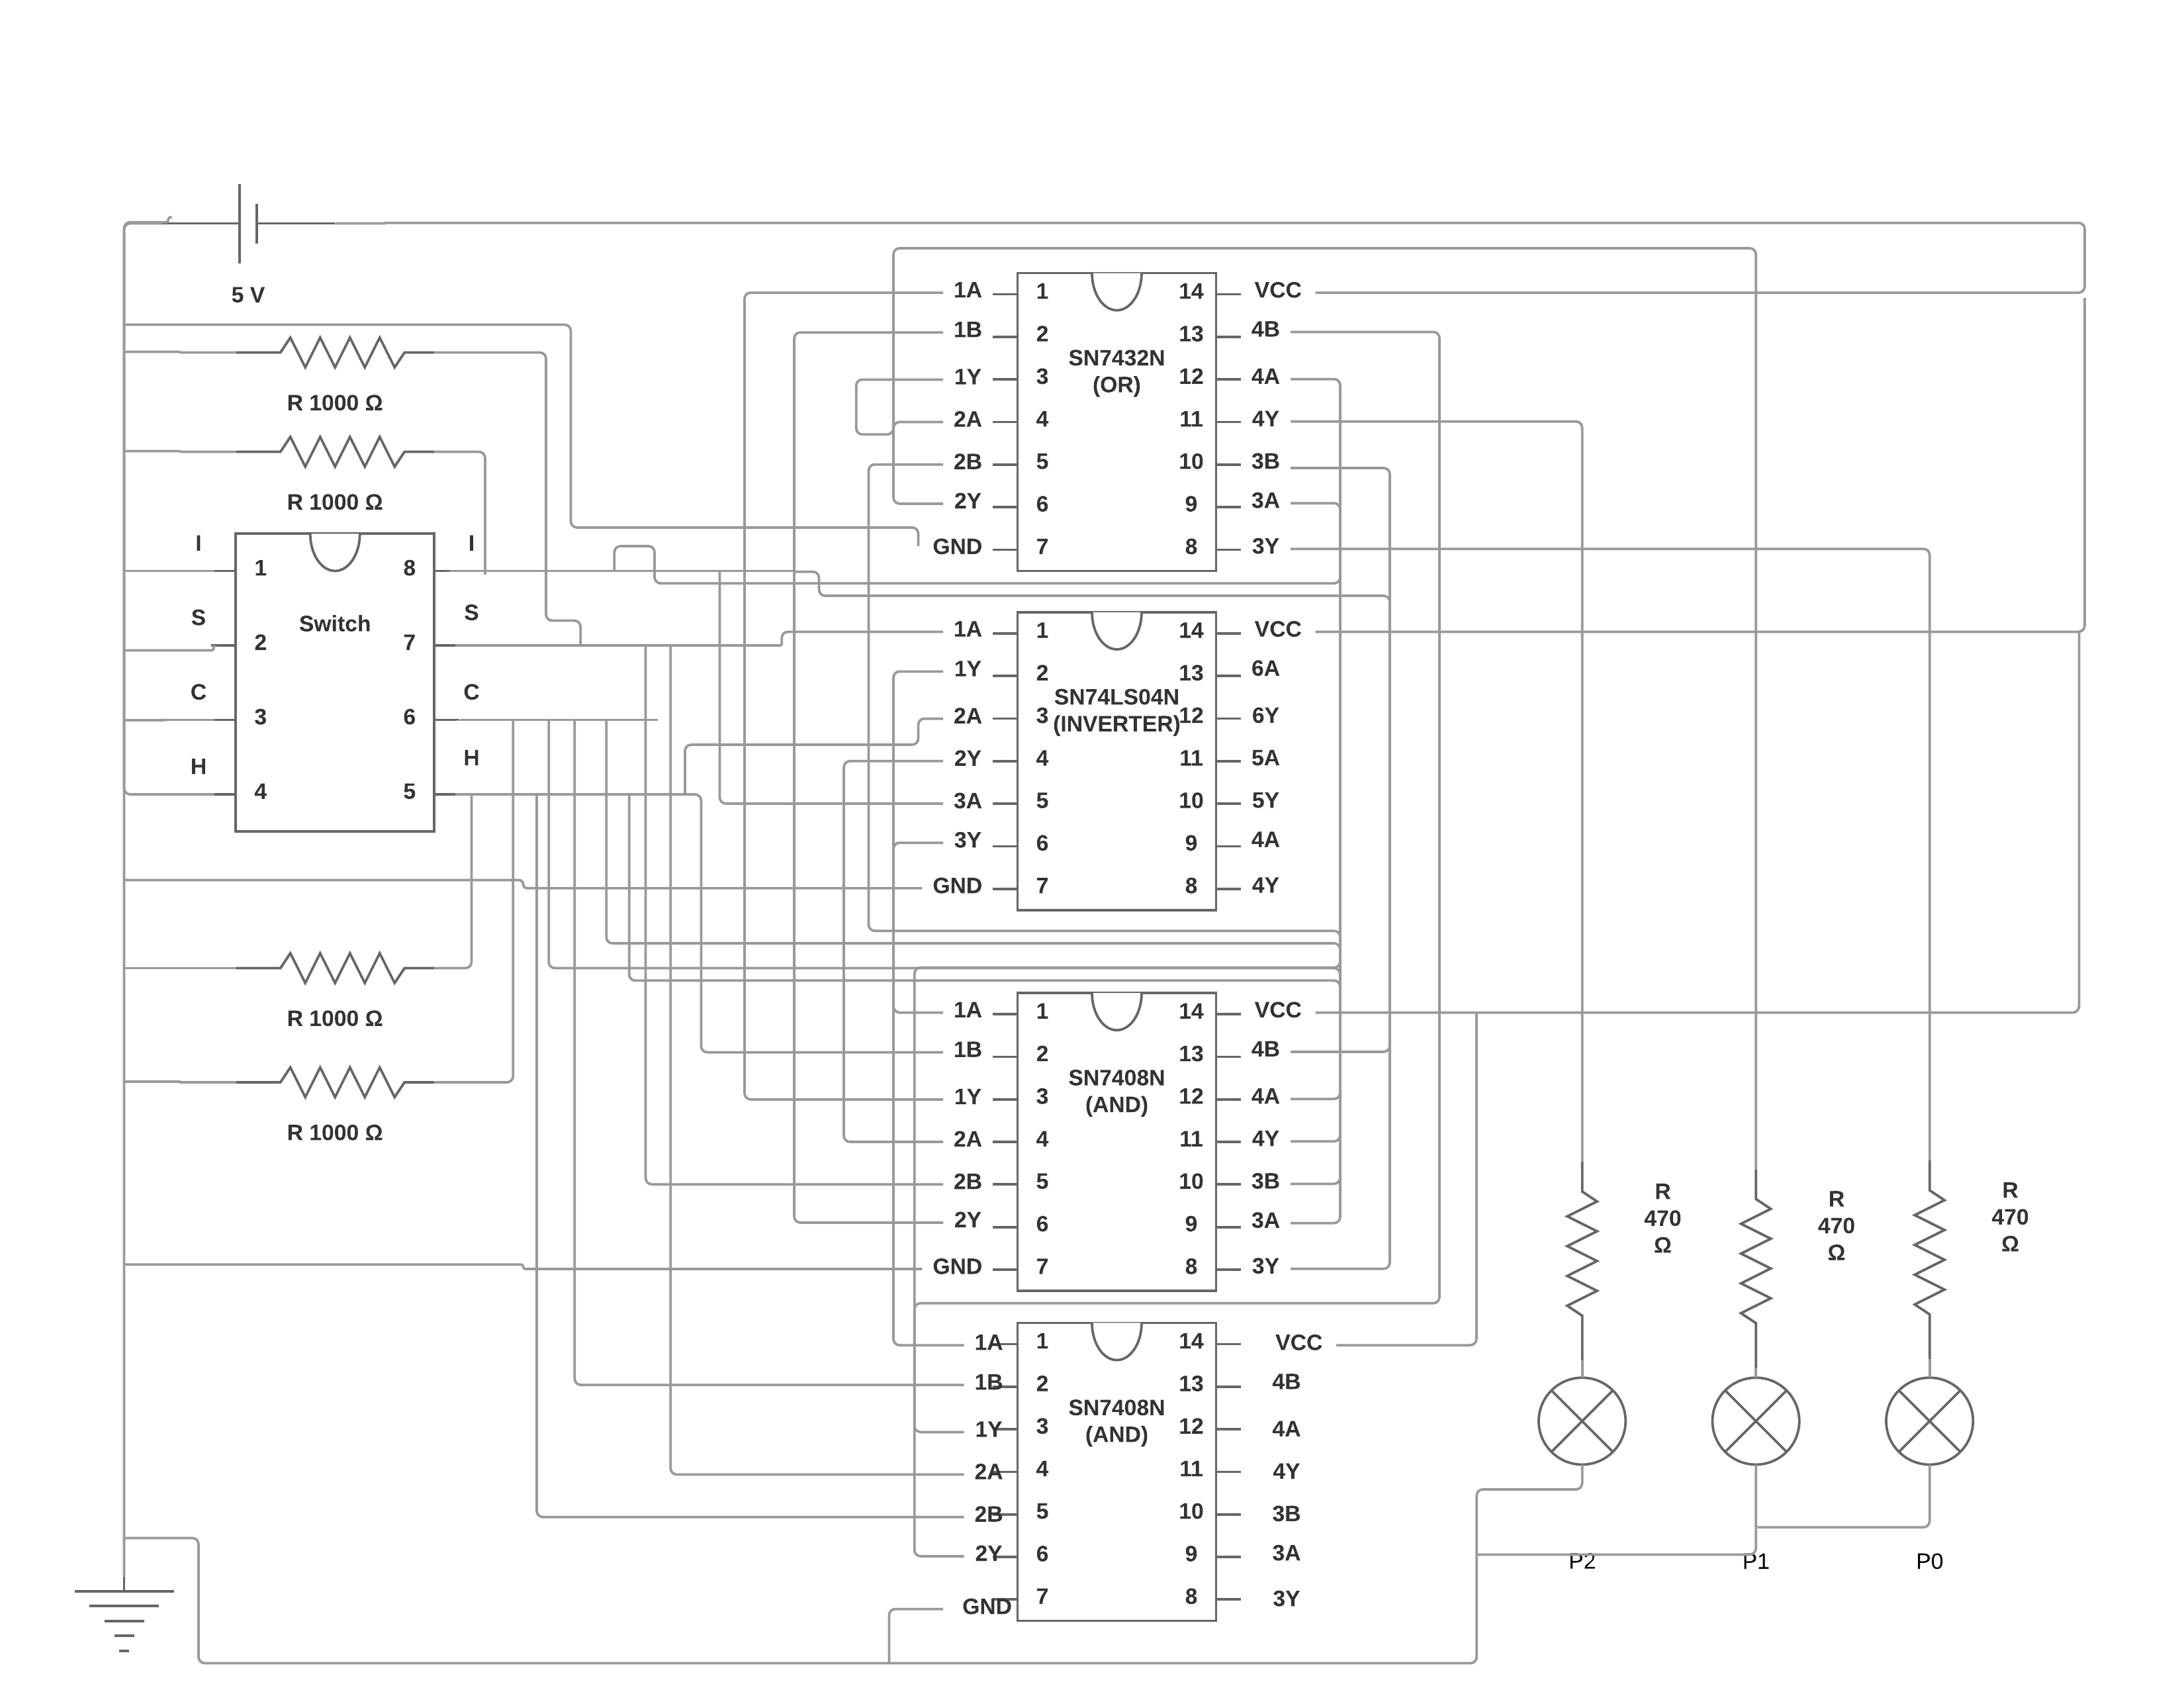 5 V
R 1000 Ω
R 1000 Ω
I
1
8
I
S
Switch
S
2
7
C
3
6
C
H
4
5
H
R 1000 Ω
R 1000 Ω
1A 1 14 VCC
1B 2 13 4B
SN7432N
(OR)
1Y 3 12 4A
2A 4 11 4Y
2B 5 10 3B
2Y 6 9 3A
GND 7 8 3Y
1A 1 14 VCC
1Y 2 13 6A
SN74LS04N
(INVERTER)
2A 3 12 6Y
2Y 4 11 5A
3A 5 10 5Y
3Y 6 9 4A
GND 7 8 4Y
1A 1 14 VCC
1B 2 13 4B
SN7408N
(AND)
1Y 3 12 4A
2A 4 11 4Y
2B 5 10 3B
2Y 6 9 3A
GND 7 8 3Y
1A 1 14 VCC
1B 2 13 4B
SN7408N
(AND)
1Y 3 12 4A
2A 4 11 4Y
2B 5 10 3B
2Y 6 9 3A
GND 7 8 3Y
R
470
Ω
R
470
Ω
R
470
Ω
P2
P1
P0